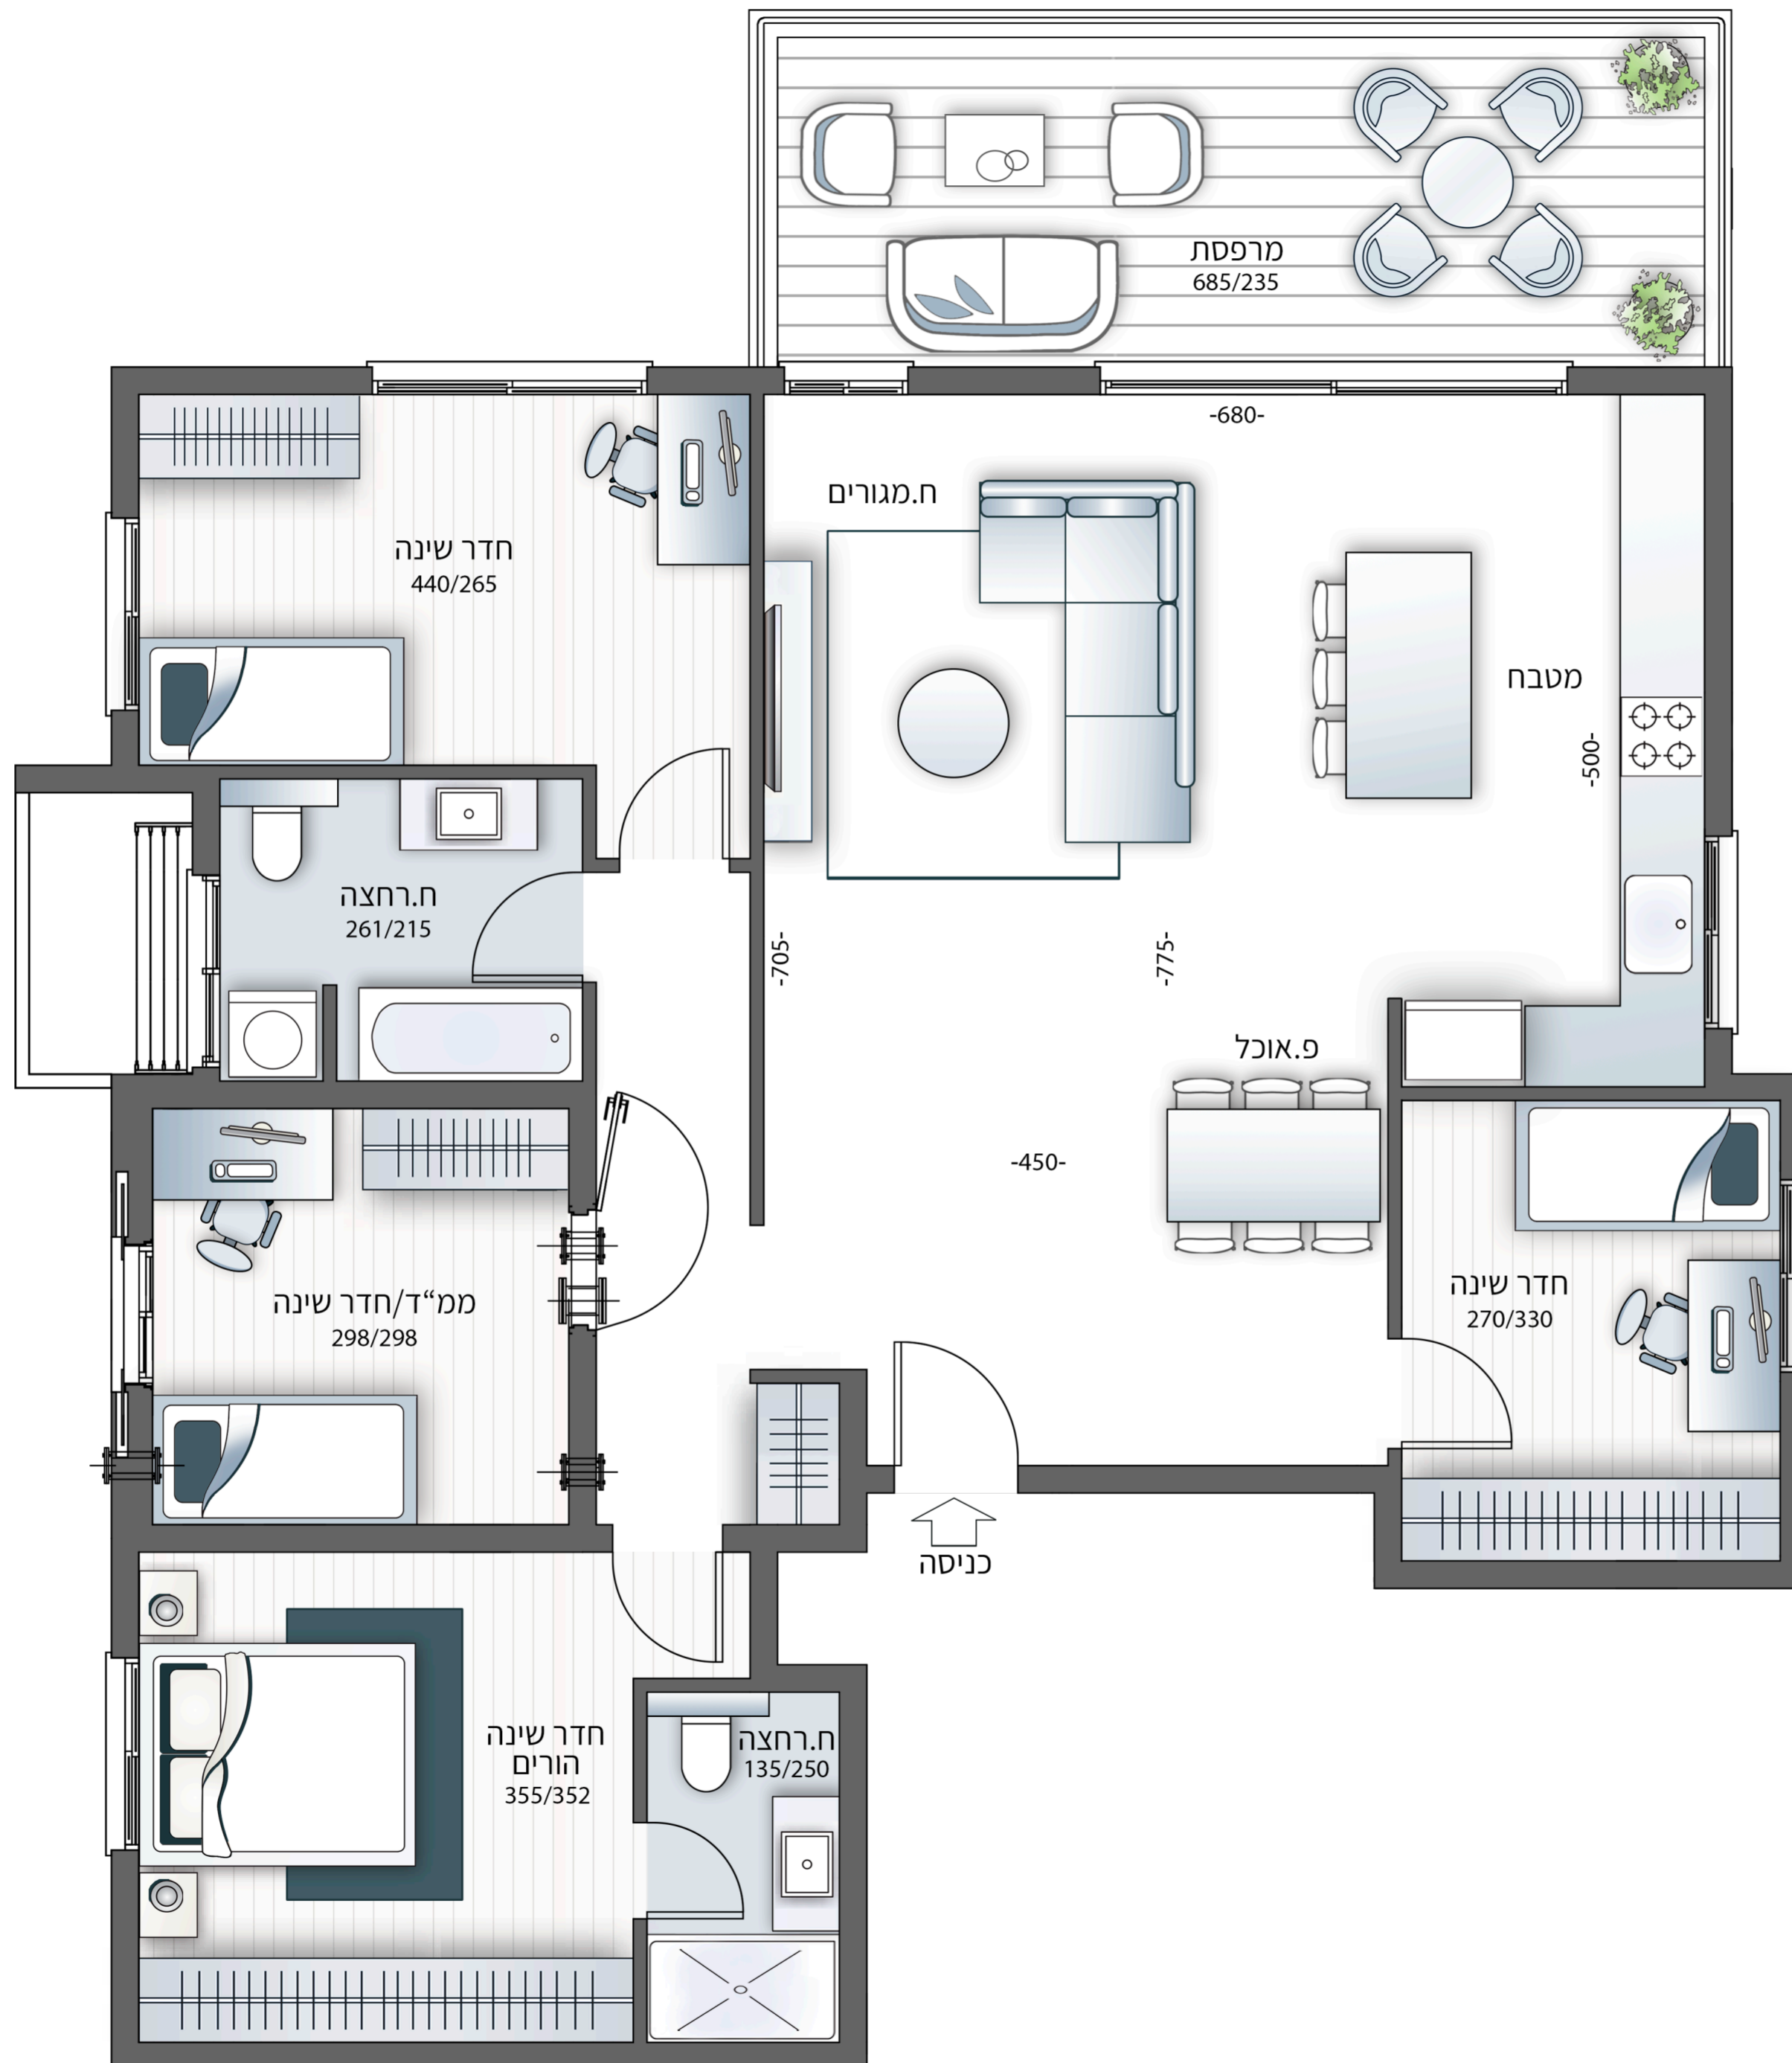 מרפסת
685/235
-680-
ח.מגורים
חדר שינה
440/265
מטבח
-500-
ח.רחצה
261/215
-705-
-775-
פ.אוכל
-450-
חדר שינה
270/330
ממ“ד/חדר שינה
298/298
כניסה
חדר שינה
הורים
355/352
ח.רחצה
135/250